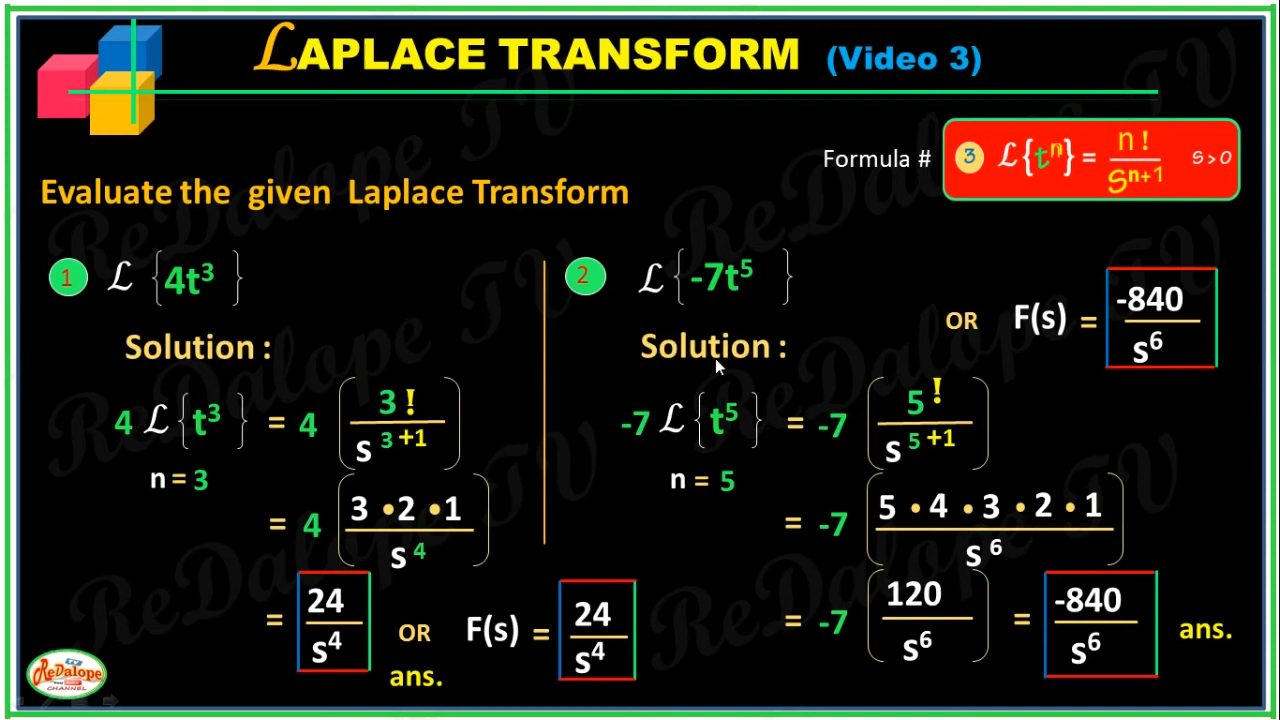 ℒAPLACE TRANSFORM (Video 3)
Formula # 3 ℒ{tⁿ} = n! / Sⁿ⁺¹ s>0
Evaluate the given Laplace Transform
1 ℒ {4t³}
Solution :
4 ℒ {t³} = 4 (3! / s³⁺¹)
n = 3
= 4 (3 • 2 • 1 / s⁴)
= 24 / s⁴ OR F(s) = 24 / s⁴
ans.
2 ℒ {-7t⁵}
Solution :
-7 ℒ {t⁵} = -7 (5! / s⁵⁺¹)
n = 5
= -7 (5 • 4 • 3 • 2 • 1 / s⁶)
= -7 (120 / s⁶) = -840 / s⁶ ans.
OR F(s) = -840 / s⁶
ReDalope TV
ReDalope
CHANNEL